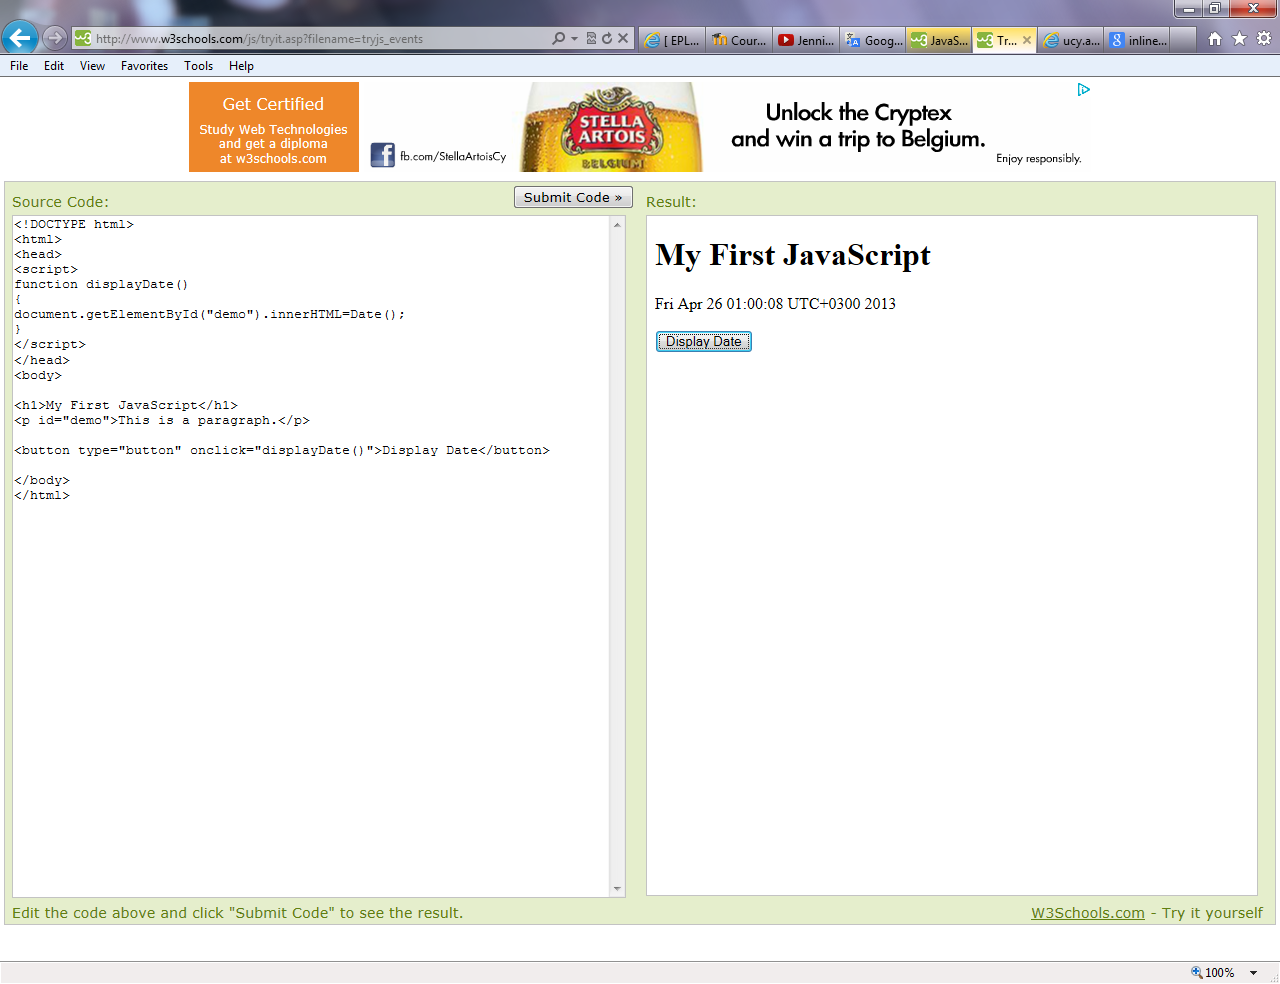 http://www.w3schools.com/js/tryit.asp?filename=tryjs_events
[ EPL...
Cour...
Jenni...
Goog...
JavaS...
Tr...
ucy.a...
inline...
File Edit View Favorites Tools Help
Get Certified
Study Web Technologies
and get a diploma
at w3schools.com
fb.com/StellaArtoisCy
STELLA
ARTOIS
BELGIUM
Unlock the Cryptex
and win a trip to Belgium.
Enjoy responsibly.
Source Code:
Submit Code »
<!DOCTYPE html>
<html>
<head>
<script>
function displayDate()
{
document.getElementById("demo").innerHTML=Date();
}
</script>
</head>
<body>
<h1>My First JavaScript</h1>
<p id="demo">This is a paragraph.</p>
<button type="button" onclick="displayDate()">Display Date</button>
</body>
</html>
Edit the code above and click "Submit Code" to see the result.
Result:
My First JavaScript
Fri Apr 26 01:00:08 UTC+0300 2013
Display Date
W3Schools.com - Try it yourself
100%